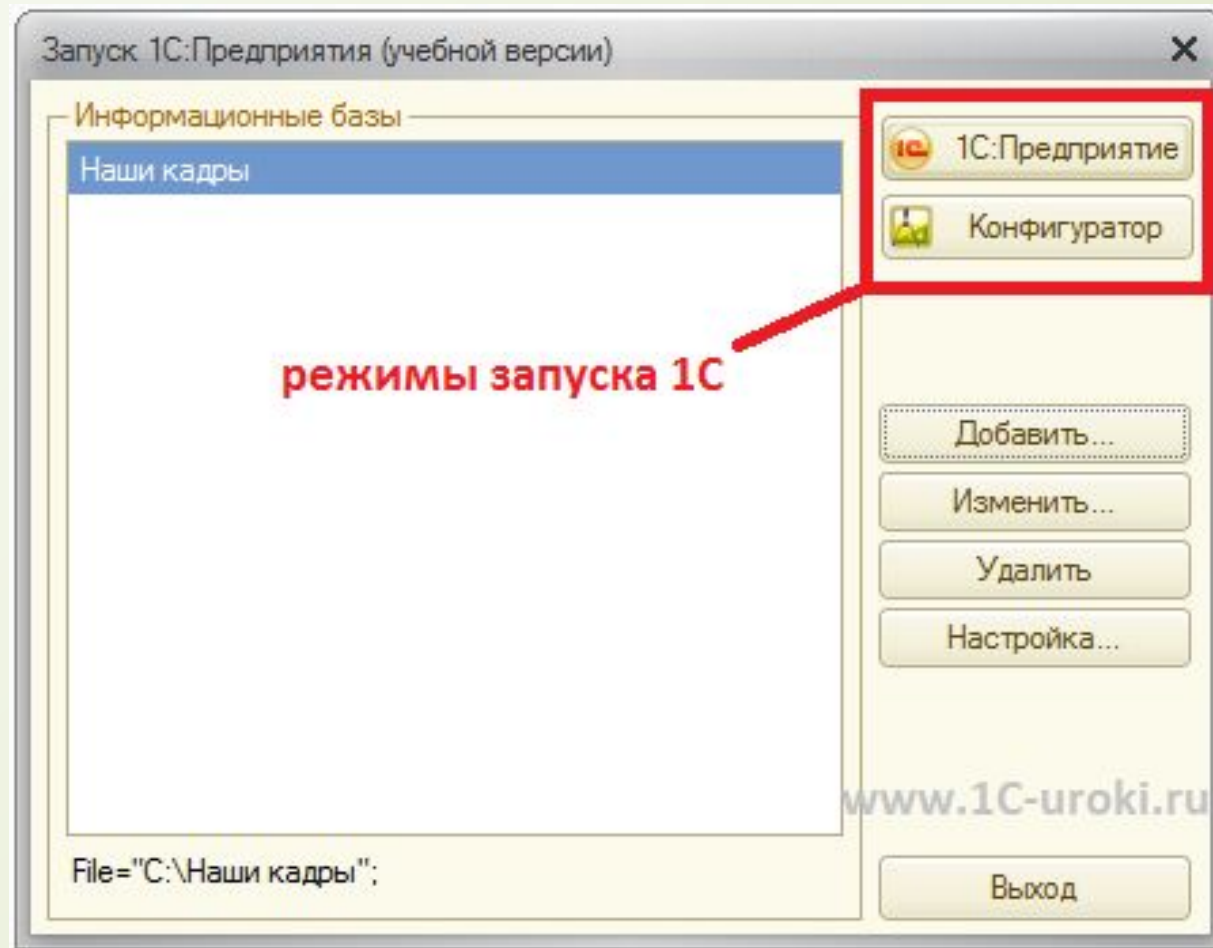 Запуск 1С:Предприятия (учебной версии)
Информационные базы
Наши кадры
1С:Предприятие
Конфигуратор
режимы запуска 1С
Добавить...
Изменить...
Удалить
Настройка...
www.1C-uroki.ru
File="C:\Наши кадры";
Выход